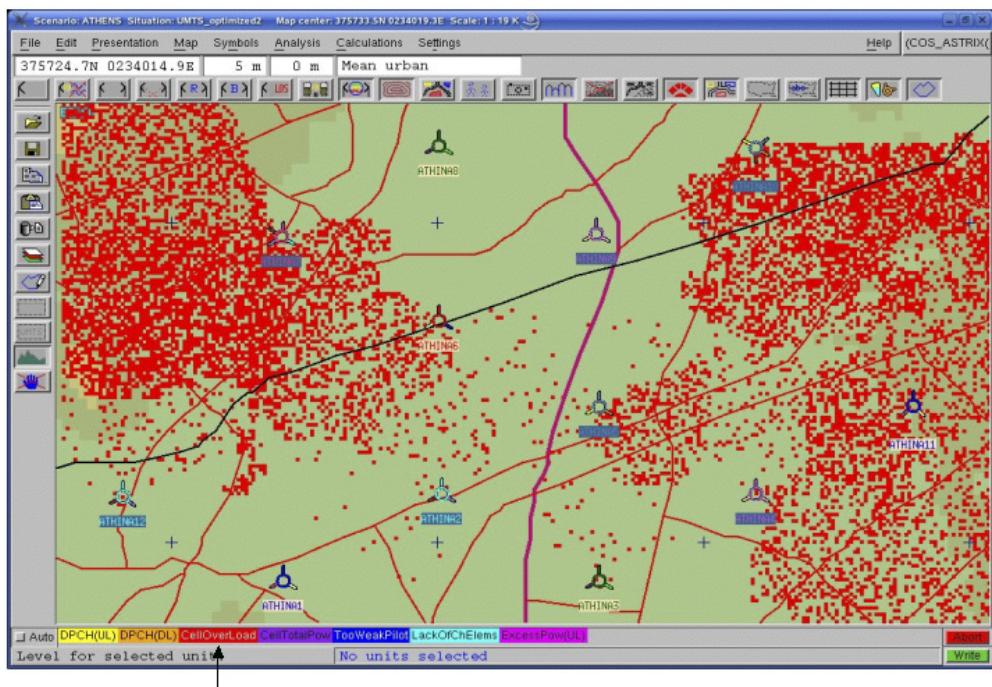 Scenario: ATHENS Situation: UMTS_optimized2 Map center: 375733.5N 0234019.3E Scale: 1 : 19 K
File Edit Presentation Map Symbols Analysis Calculations Settings Help (COS_ASTRIX(
375724.7N 0234014.9E 5 m 0 m Mean urban
R B LOS abc
ATHINA8
ATHINA6
ATHINA11
ATHINA12 ATHINA2
ATHINA1 ATHINA3
Auto DPCH(UL) DPCH(DL) CellOverLoad CellTotalPow TooWeakPilot LackOfChElems ExcessPow(UL) Abort
Level for selected unit No units selected Write